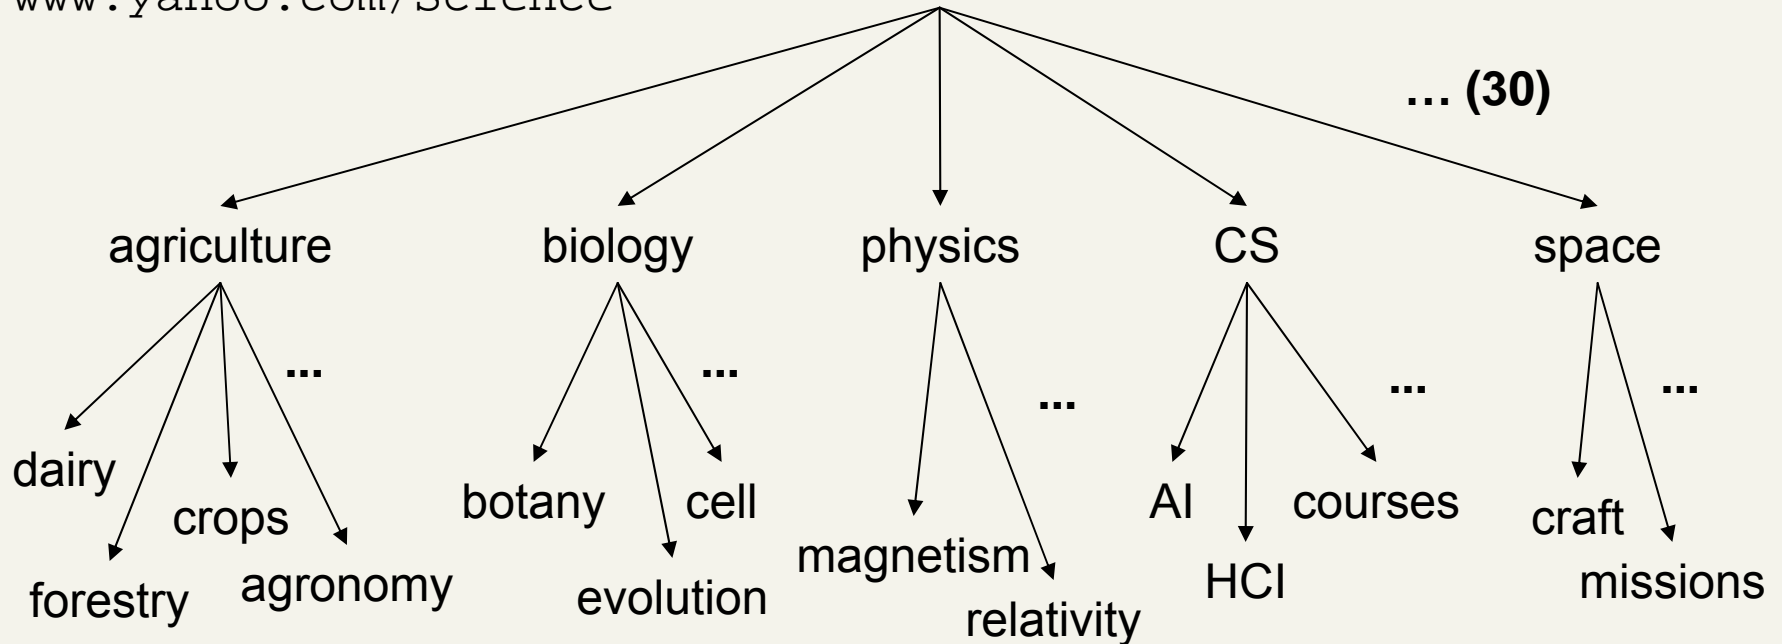 www.yahoo.com/Science
... (30)
agriculture biology physics CS space
... ... ... ... ...
dairy
crops botany cell AI courses craft
magnetism
forestry agronomy evolution HCI missions
relativity